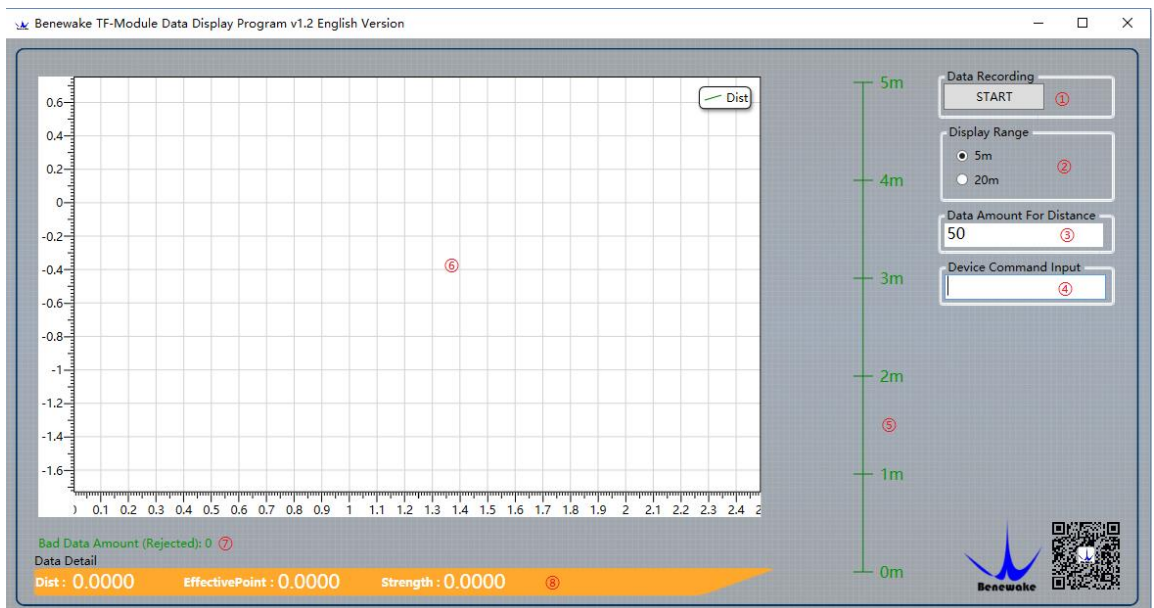 Benewake TF-Module Data Display Program v1.2 English Version
Dist
0.6
0.4
0.2
0
-0.2
-0.4
-0.6
-0.8
-1
-1.2
-1.4
-1.6
0.1 0.2 0.3 0.4 0.5 0.6 0.7 0.8 0.9 1 1.1 1.2 1.3 1.4 1.5 1.6 1.7 1.8 1.9 2 2.1 2.2 2.3 2.4
⑥
Bad Data Amount (Rejected): 0 ⑦
Data Detail
Dist : 0.0000 EffectivePoint : 0.0000 Strength : 0.0000 ⑧
5m
4m
3m
2m
⑤
1m
0m
Data Recording
START ①
Display Range
5m
②
20m
Data Amount For Distance
50 ③
Device Command Input
④
Benewake